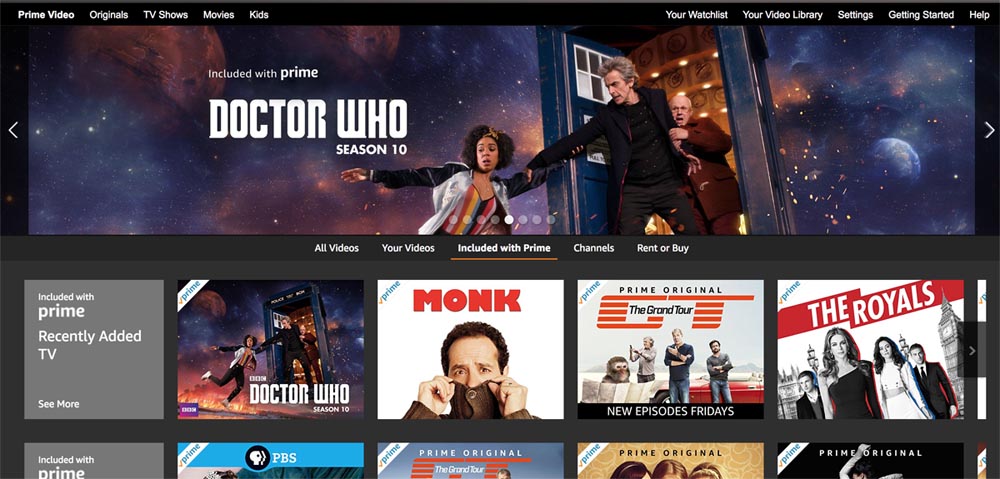 Prime Video Originals TV Shows Movies Kids Your Watchlist Your Video Library Settings Getting Started Help
Included with prime
DOCTOR WHO
SEASON 10
All Videos Your Videos Included with Prime Channels Rent or Buy
Included with
prime
Recently Added
TV
See More
prime
POLICE BOX
BBC
DOCTOR WHO
SEASON 10
BBC
prime
MONK
prime
PRIME ORIGINAL
GT
The Grand Tour
NEW EPISODES FRIDAYS
prime
THE ROYALS
Included with
prime
prime
PBS
prime
PRIME ORIGINAL
The Grand Tour
prime
PRIME ORIGINAL
prime
PRIME ORIGINAL